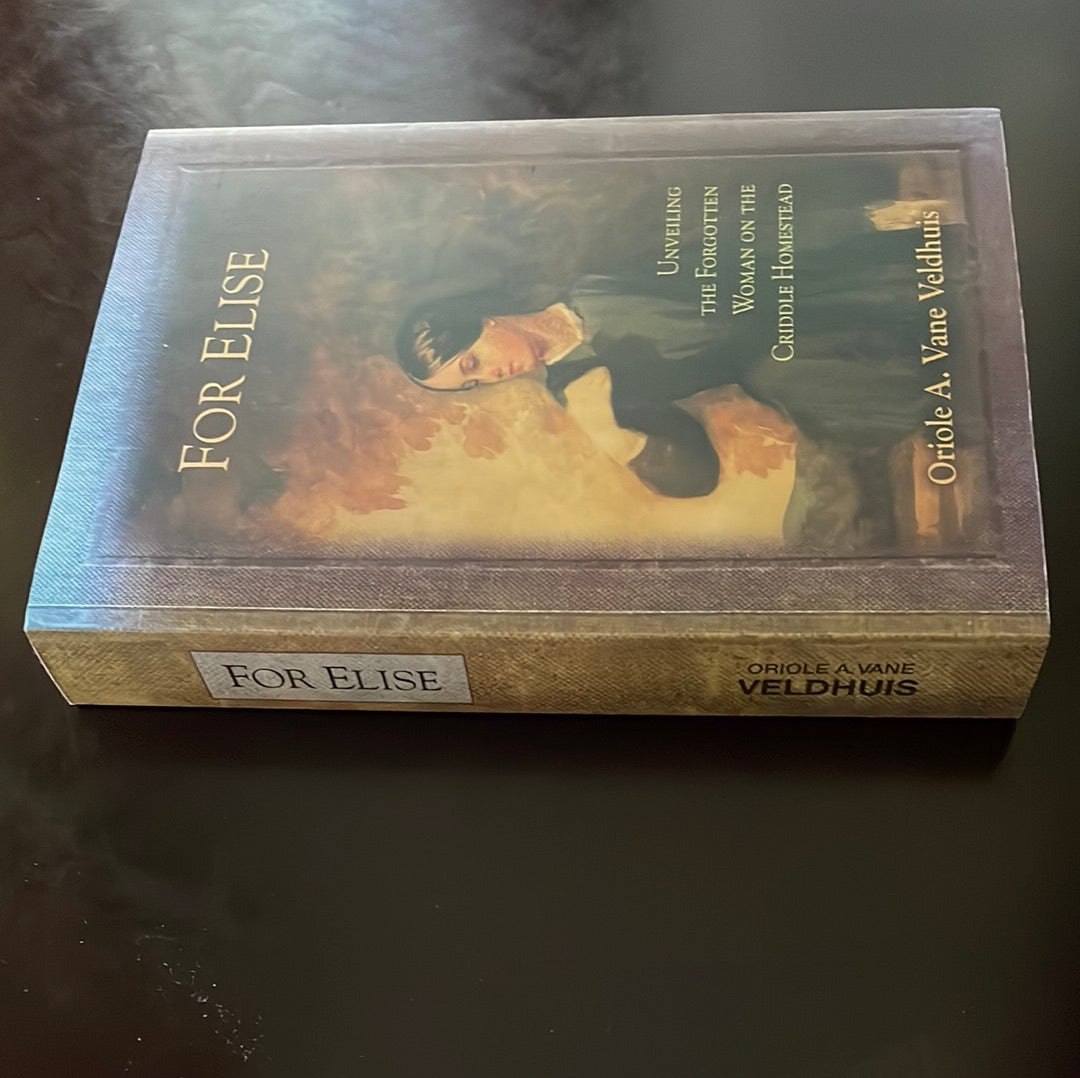 FOR ELISE
UNVEILING
THE FORGOTTEN
WOMAN ON THE
CRIDDLE HOMESTEAD
Oriole A. Vane Veldhuis
FOR ELISE
ORIOLE A. VANE
VELDHUIS